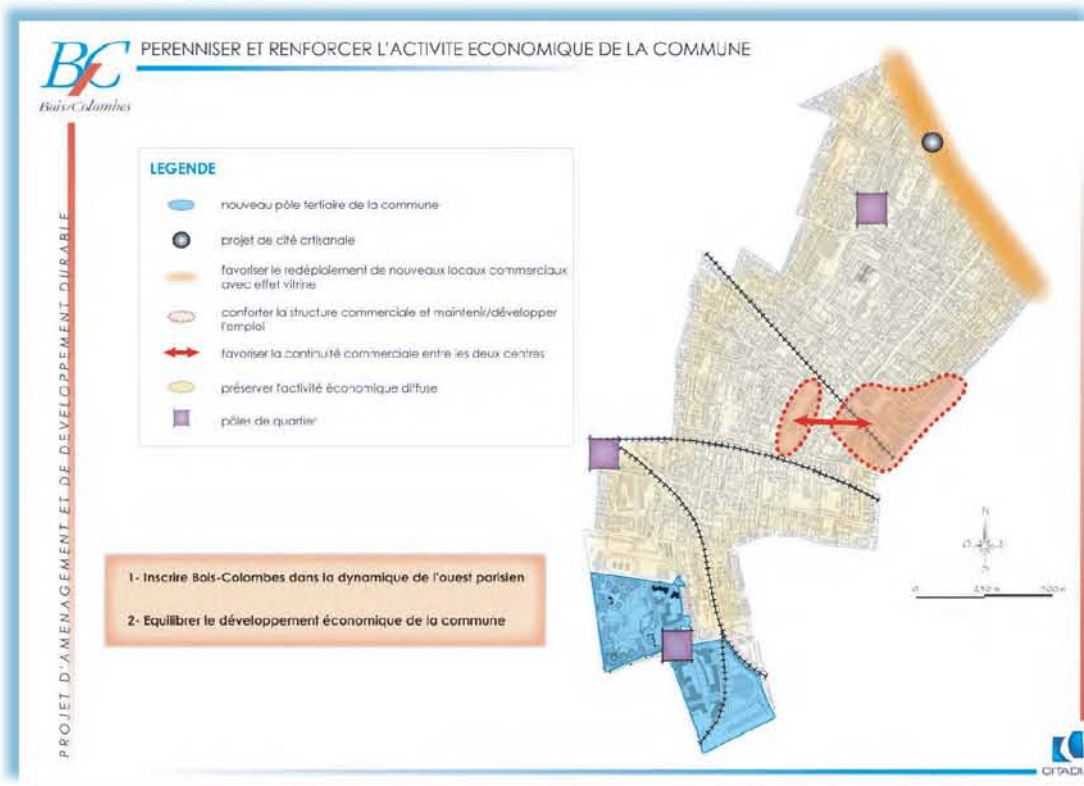 PERENNISER ET RENFORCER L'ACTIVITE ECONOMIQUE DE LA COMMUNE
BC
Bois-Colombes
LEGENDE
nouveau pôle tertiaire de la commune
projet de cité artisanale
favoriser le redéploiement de nouveaux locaux commerciaux
avec effet vitrine
conforter la structure commerciale et maintenir/développer
l'emploi
favoriser la continuité commerciale entre les deux centres
préserver l'activité économique diffuse
pôles de quartier
PROJET D'AMENAGEMENT ET DE DEVELOPPEMENT DURABLE
1- Inscrire Bois-Colombes dans la dynamique de l'ouest parisien
2- Equilibrer le développement économique de la commune
N
O
E
S
0 250 m 500 m